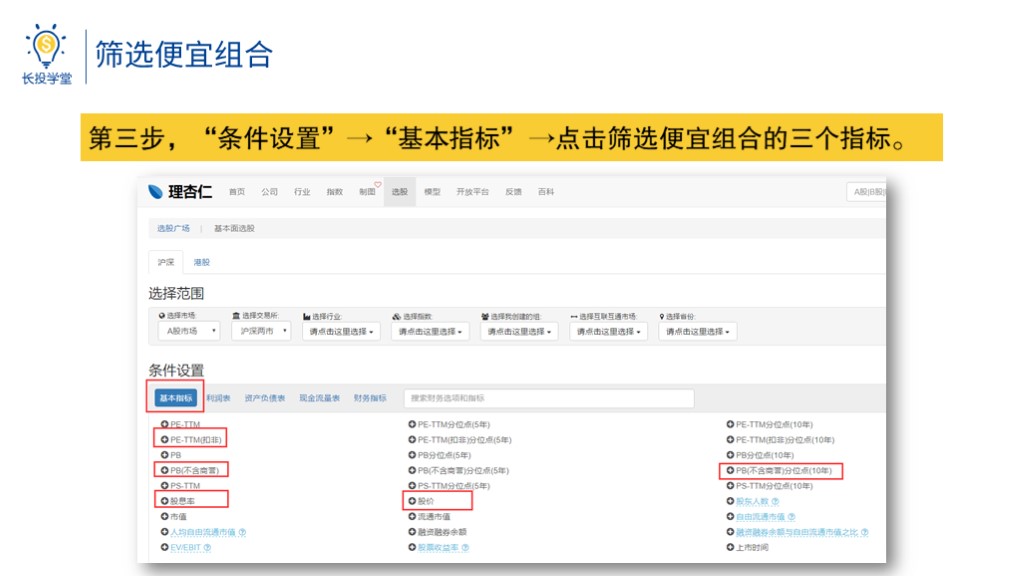 长投学堂
筛选便宜组合
第三步，“条件设置”→“基本指标”→点击筛选便宜组合的三个指标。
理杏仁 首页 公司 行业 指数 制图 选股 模型 开放平台 反馈 百科
选股广场 | 基本面选股
沪深 港股
选择范围
选择市场: 选择交易所: 选择行业: 选择指数: 选择我创建的组: 选择互联互通市场: 选择省份:
A股市场 沪深两市 请点击这里选择 请点击这里选择 请点击这里选择 请点击这里选择 请点击这里选择
条件设置
基本指标 利润表 资产负债表 现金流量表 财务指标 搜索财务选项和指标
PE-TTM PE-TTM分位点(5年) PE-TTM分位点(10年)
PE-TTM(扣非) PE-TTM(扣非)分位点(5年) PE-TTM(扣非)分位点(10年)
PB PB分位点(5年) PB分位点(10年)
PB(不含商誉) PB(不含商誉)分位点(5年) PB(不含商誉)分位点(10年)
PS-TTM PS-TTM分位点(5年) PS-TTM分位点(10年)
股息率 股价 股东人数
市值 流通市值 自由流通市值
人均自由流通市值 融资融券余额 融资融券余额与自由流通市值之比
EV/EBIT 股票收益率 上市时间